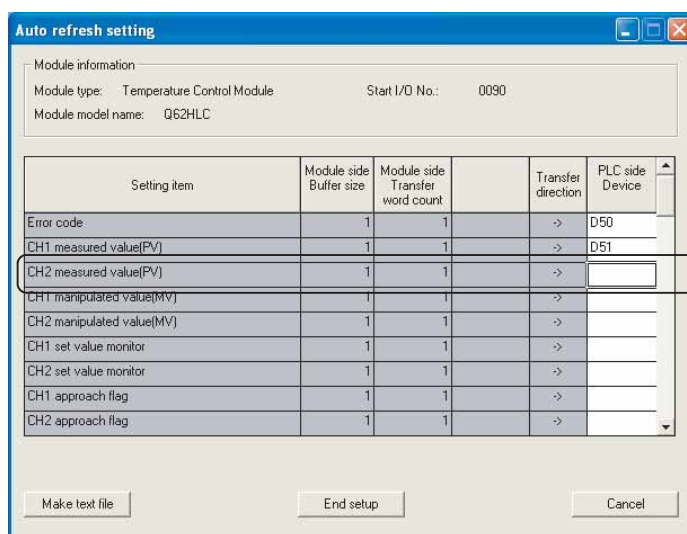 Auto refresh setting
Module information
Module type: Temperature Control Module Start I/O No.: 0090
Module model name: Q62HLC
Setting item Module side Buffer size Module side Transfer word count Transfer direction PLC side Device
Error code 1 1 -> D50
CH1 measured value(PV) 1 1 -> D51
CH2 measured value(PV) 1 1 ->
CH1 manipulated value(MV) 1 1 ->
CH2 manipulated value(MV) 1 1 ->
CH1 set value monitor 1 1 ->
CH2 set value monitor 1 1 ->
CH1 approach flag 1 1 ->
CH2 approach flag 1 1 ->
Make text file End setup Cancel